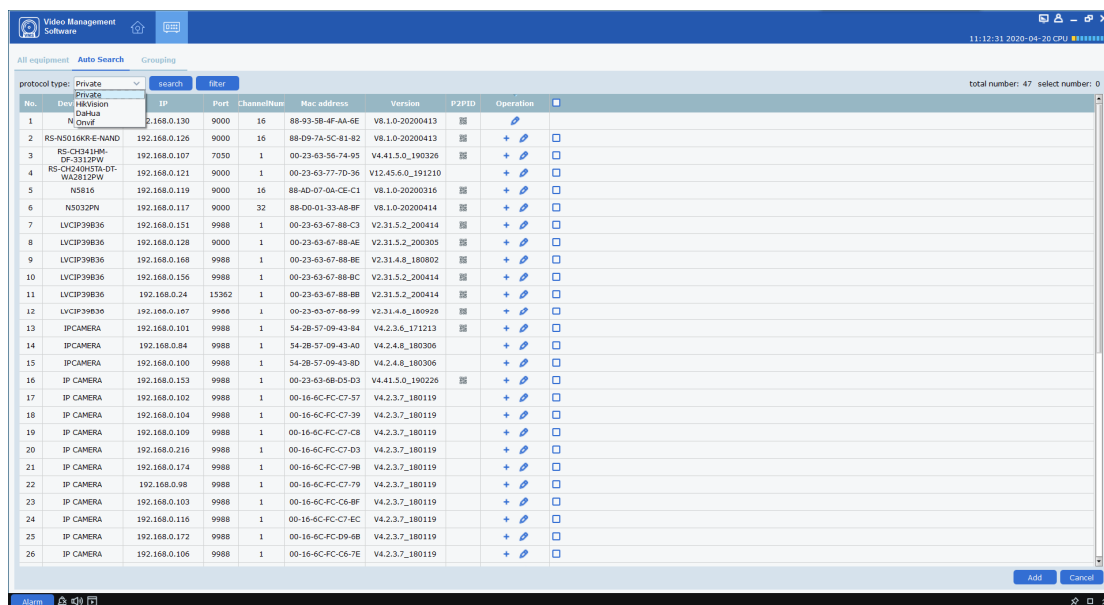 Video Management
Software
11:12:31 2020-04-20 CPU
All equipment Auto Search Grouping
protocol type: Private search filter total number: 47 select number: 0
Private
HikVision
DaHua
Onvif
No. IP Port ChannelNum Mac address Version P2PID Operation
1 9000 16 88-93-5B-4F-AA-6E V8.1.0-20200413
2 RS-N5016KR-E-NAND 192.168.0.126 9000 16 88-D9-7A-5C-81-82 V8.1.0-20200413
3 RS-CH341HM-DF-3312PW 192.168.0.107 7050 1 00-23-63-56-74-95 V4.41.5.0_190326
4 RS-CH240H5TA-DT-WA2812PW 192.168.0.121 9000 1 00-23-63-77-7D-36 V12.45.6.0_191210
5 N5816 192.168.0.119 9000 16 88-AD-07-0A-CE-C1 V8.1.0-20200316
6 N5032PN 192.168.0.117 9000 32 88-D0-01-33-A8-BF V8.1.0-20200414
7 LVCIP39B36 192.168.0.151 9988 1 00-23-63-67-88-C3 V2.31.5.2_200414
8 LVCIP39B36 192.168.0.128 9000 1 00-23-63-67-88-AE V2.31.5.2_200305
9 LVCIP39B36 192.168.0.168 9988 1 00-23-63-67-88-BE V2.31.4.8_180802
10 LVCIP39B36 192.168.0.156 9988 1 00-23-63-67-88-BC V2.31.5.2_200414
11 LVCIP39B36 192.168.0.24 15362 1 00-23-63-67-88-BB V2.31.5.2_200414
12 LVCIP39B36 192.168.0.167 9988 1 00-23-63-67-88-99 V2.31.4.8_180928
13 IPCAMERA 192.168.0.101 9988 1 54-2B-57-09-43-84 V4.2.3.6_171213
14 IPCAMERA 192.168.0.84 9988 1 54-2B-57-09-43-A0 V4.2.4.8_180306
15 IPCAMERA 192.168.0.100 9988 1 54-2B-57-09-43-8D V4.2.4.8_180306
16 IP CAMERA 192.168.0.153 9988 1 00-23-63-6B-D5-D3 V4.41.5.0_190226
17 IP CAMERA 192.168.0.102 9988 1 00-16-6C-FC-C7-57 V4.2.3.7_180119
18 IP CAMERA 192.168.0.104 9988 1 00-16-6C-FC-C7-39 V4.2.3.7_180119
19 IP CAMERA 192.168.0.109 9988 1 00-16-6C-FC-C7-C8 V4.2.3.7_180119
20 IP CAMERA 192.168.0.216 9988 1 00-16-6C-FC-C7-D3 V4.2.3.7_180119
21 IP CAMERA 192.168.0.174 9988 1 00-16-6C-FC-C7-9B V4.2.3.7_180119
22 IP CAMERA 192.168.0.98 9988 1 00-16-6C-FC-C7-79 V4.2.3.7_180119
23 IP CAMERA 192.168.0.103 9988 1 00-16-6C-FC-C6-BF V4.2.3.7_180119
24 IP CAMERA 192.168.0.116 9988 1 00-16-6C-FC-C7-EC V4.2.3.7_180119
25 IP CAMERA 192.168.0.172 9988 1 00-16-6C-FC-D9-6B V4.2.3.7_180119
26 IP CAMERA 192.168.0.106 9988 1 00-16-6C-FC-C6-7E V4.2.3.7_180119
Add Cancel
Alarm